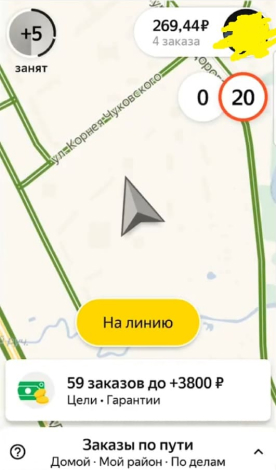 +5
занят
269,44₽
4 заказа
0
20
ул. Корнея Чуковского
На линию
59 заказов до +3800 ₽
Цели • Гарантии
Заказы по пути
Домой · Мой район · По делам